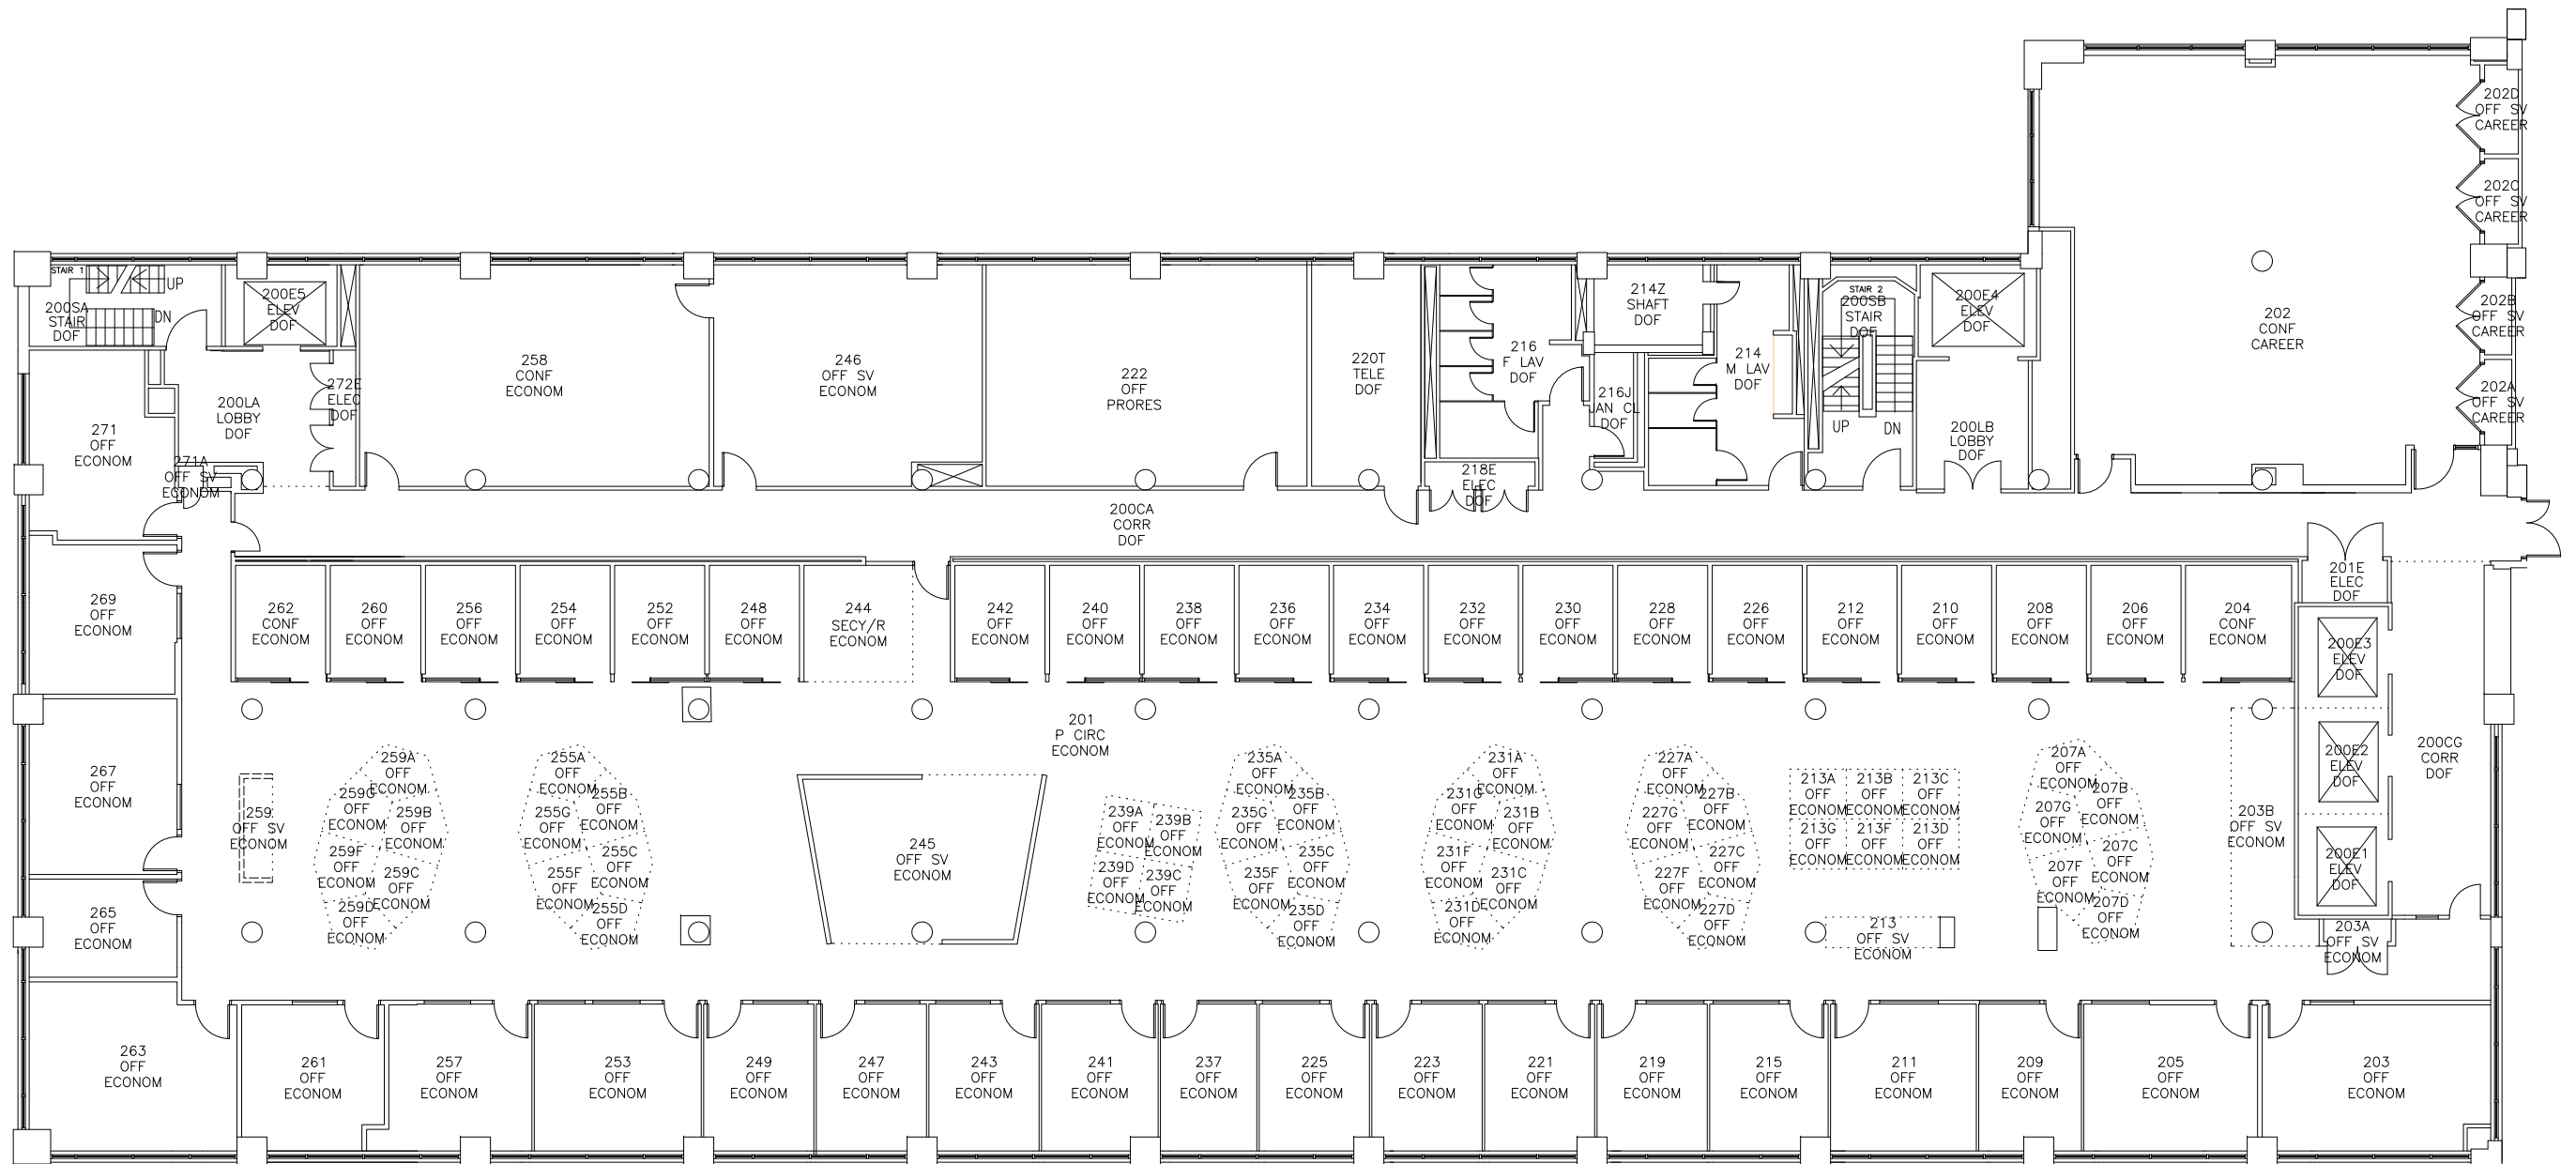 202D
OFF SV
CAREER
202C
OFF SV
CAREER
202B
OFF SV
CAREER
202A
OFF SV
CAREER
202
CONF
CAREER
STAIR 1
UP
DN
200SA
STAIR
DOF
200E5
ELEV
DOF
200LA
LOBBY
DOF
272E
ELEC
DOF
258
CONF
ECONOM
246
OFF SV
ECONOM
222
OFF
PRORES
220T
TELE
DOF
216
F LAV
DOF
214Z
SHAFT
DOF
216J
JAN CL
DOF
214
M LAV
DOF
218E
ELEC
DOF
STAIR 2
200SB
STAIR
DOF
UP
DN
200E4
ELEV
DOF
200LB
LOBBY
DOF
271
OFF
ECONOM
271A
OFF SV
ECONOM
200CA
CORR
DOF
269
OFF
ECONOM
262
CONF
ECONOM
260
OFF
ECONOM
256
OFF
ECONOM
254
OFF
ECONOM
252
OFF
ECONOM
248
OFF
ECONOM
244
SECY/R
ECONOM
242
OFF
ECONOM
240
OFF
ECONOM
238
OFF
ECONOM
236
OFF
ECONOM
234
OFF
ECONOM
232
OFF
ECONOM
230
OFF
ECONOM
228
OFF
ECONOM
226
OFF
ECONOM
212
OFF
ECONOM
210
OFF
ECONOM
208
OFF
ECONOM
206
OFF
ECONOM
204
CONF
ECONOM
201E
ELEC
DOF
200E3
ELEV
DOF
200E2
ELEV
DOF
200E1
ELEV
DOF
200CG
CORR
DOF
201
P CIRC
ECONOM
267
OFF
ECONOM
265
OFF
ECONOM
259
OFF SV
ECONOM
259A
OFF
ECONOM
259G
OFF
ECONOM
259B
OFF
ECONOM
259F
OFF
ECONOM
259C
OFF
ECONOM
259D
OFF
ECONOM
255A
OFF
ECONOM
255B
OFF
ECONOM
255G
OFF
ECONOM
255C
OFF
ECONOM
255F
OFF
ECONOM
255D
OFF
ECONOM
245
OFF SV
ECONOM
239A
OFF
ECONOM
239B
OFF
ECONOM
239D
OFF
ECONOM
239C
OFF
ECONOM
235A
OFF
ECONOM
235B
OFF
ECONOM
235G
OFF
ECONOM
235C
OFF
ECONOM
235F
OFF
ECONOM
235D
OFF
ECONOM
231A
OFF
ECONOM
231G
OFF
ECONOM
231B
OFF
ECONOM
231F
OFF
ECONOM
231C
OFF
ECONOM
231D
OFF
ECONOM
227A
OFF
ECONOM
227B
OFF
ECONOM
227G
OFF
ECONOM
227C
OFF
ECONOM
227F
OFF
ECONOM
227D
OFF
ECONOM
213A
OFF
ECONOM
213B
OFF
ECONOM
213C
OFF
ECONOM
213G
OFF
ECONOM
213F
OFF
ECONOM
213D
OFF
ECONOM
213
OFF SV
ECONOM
207A
OFF
ECONOM
207B
OFF
ECONOM
207G
OFF
ECONOM
207C
OFF
ECONOM
207F
OFF
ECONOM
207D
OFF
ECONOM
203B
OFF SV
ECONOM
203A
OFF SV
ECONOM
263
OFF
ECONOM
261
OFF
ECONOM
257
OFF
ECONOM
253
OFF
ECONOM
249
OFF
ECONOM
247
OFF
ECONOM
243
OFF
ECONOM
241
OFF
ECONOM
237
OFF
ECONOM
225
OFF
ECONOM
223
OFF
ECONOM
221
OFF
ECONOM
219
OFF
ECONOM
215
OFF
ECONOM
211
OFF
ECONOM
209
OFF
ECONOM
205
OFF
ECONOM
203
OFF
ECONOM